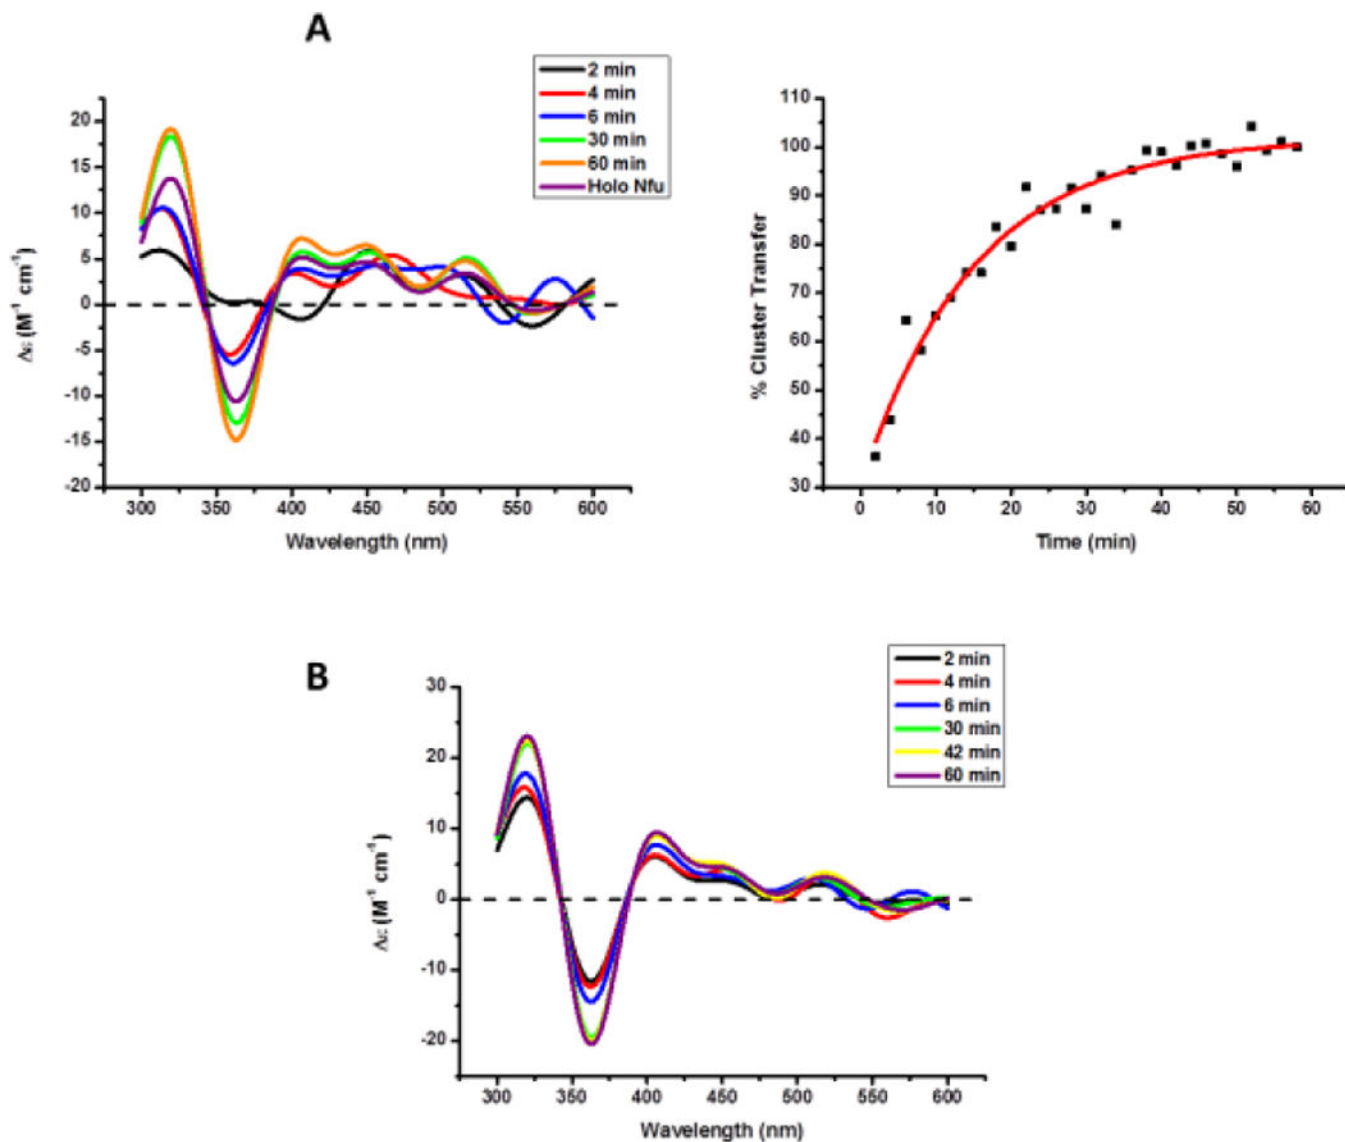 A
2 min
4 min
6 min
30 min
60 min
Holo Nfu
20
15
10
5
0
-5
-10
-15
-20
300 350 400 450 500 550 600
Δε (M⁻¹ cm⁻¹)
Wavelength (nm)
110
100
90
80
70
60
50
40
30
0 10 20 30 40 50 60
% Cluster Transfer
Time (min)
B
2 min
4 min
6 min
30 min
42 min
60 min
30
20
10
0
-10
-20
300 350 400 450 500 550 600
Δε (M⁻¹ cm⁻¹)
Wavelength (nm)